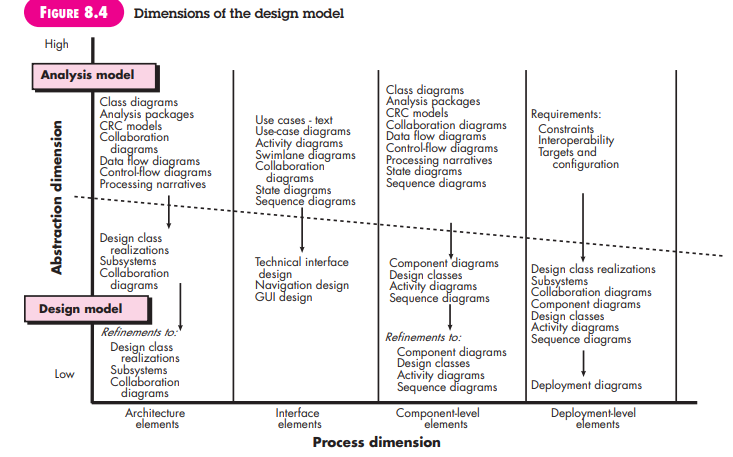 FIGURE 8.4
Dimensions of the design model
High
Analysis model
Abstraction dimension
Class diagrams
Analysis packages
CRC models
Collaboration
diagrams
Data flow diagrams
Control-flow diagrams
Processing narratives
Use cases - text
Use-case diagrams
Activity diagrams
Swimlane diagrams
Collaboration
diagrams
State diagrams
Sequence diagrams
Class diagrams
Analysis packages
CRC models
Collaboration diagrams
Data flow diagrams
Control-flow diagrams
Processing narratives
State diagrams
Sequence diagrams
Requirements:
Constraints
Interoperability
Targets and
configuration
Design class
realizations
Subsystems
Collaboration
diagrams
Technical interface
design
Navigation design
GUI design
Component diagrams
Design classes
Activity diagrams
Sequence diagrams
Design class realizations
Subsystems
Collaboration diagrams
Component diagrams
Design classes
Activity diagrams
Sequence diagrams
Design model
Refinements to:
Design class
realizations
Subsystems
Collaboration
diagrams
Refinements to:
Component diagrams
Design classes
Activity diagrams
Sequence diagrams
Deployment diagrams
Low
Architecture
elements
Interface
elements
Component-level
elements
Deployment-level
elements
Process dimension